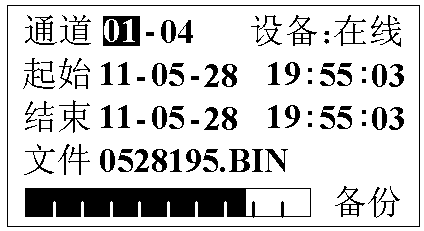 通道 01-04 设备:在线
起始 11-05-28 19:55:03
结束 11-05-28 19:55:03
文件 0528195.BIN
备份